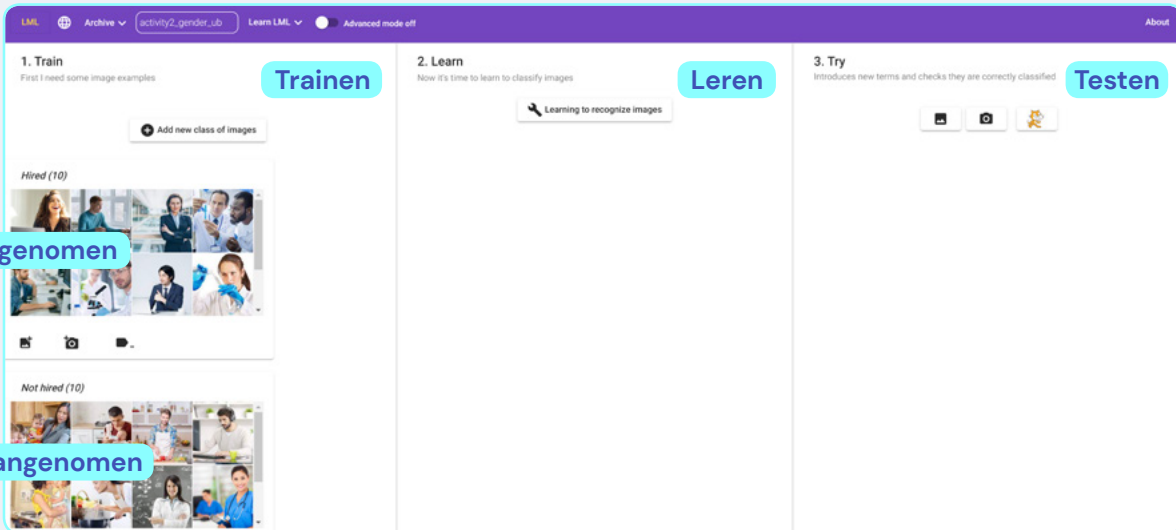 LML
Archive
activity2_gender_ub
Learn LML
Advanced mode off
About
1. Train
First I need some image examples
Trainen
Add new class of images
Hired (10)
genomen
Not hired (10)
angenomen
2. Learn
Now it's time to learn to classify images
Leren
Learning to recognize images
3. Try
Introduces new terms and checks they are correctly classified
Testen